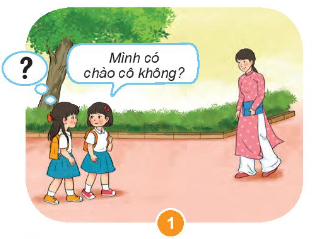 ?
Mình có
chào cô không?
1